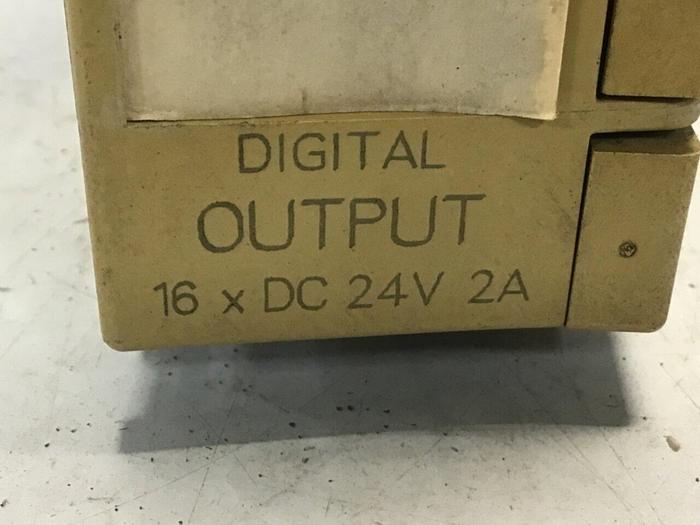 DIGITAL
OUTPUT
16 x DC 24V 2A